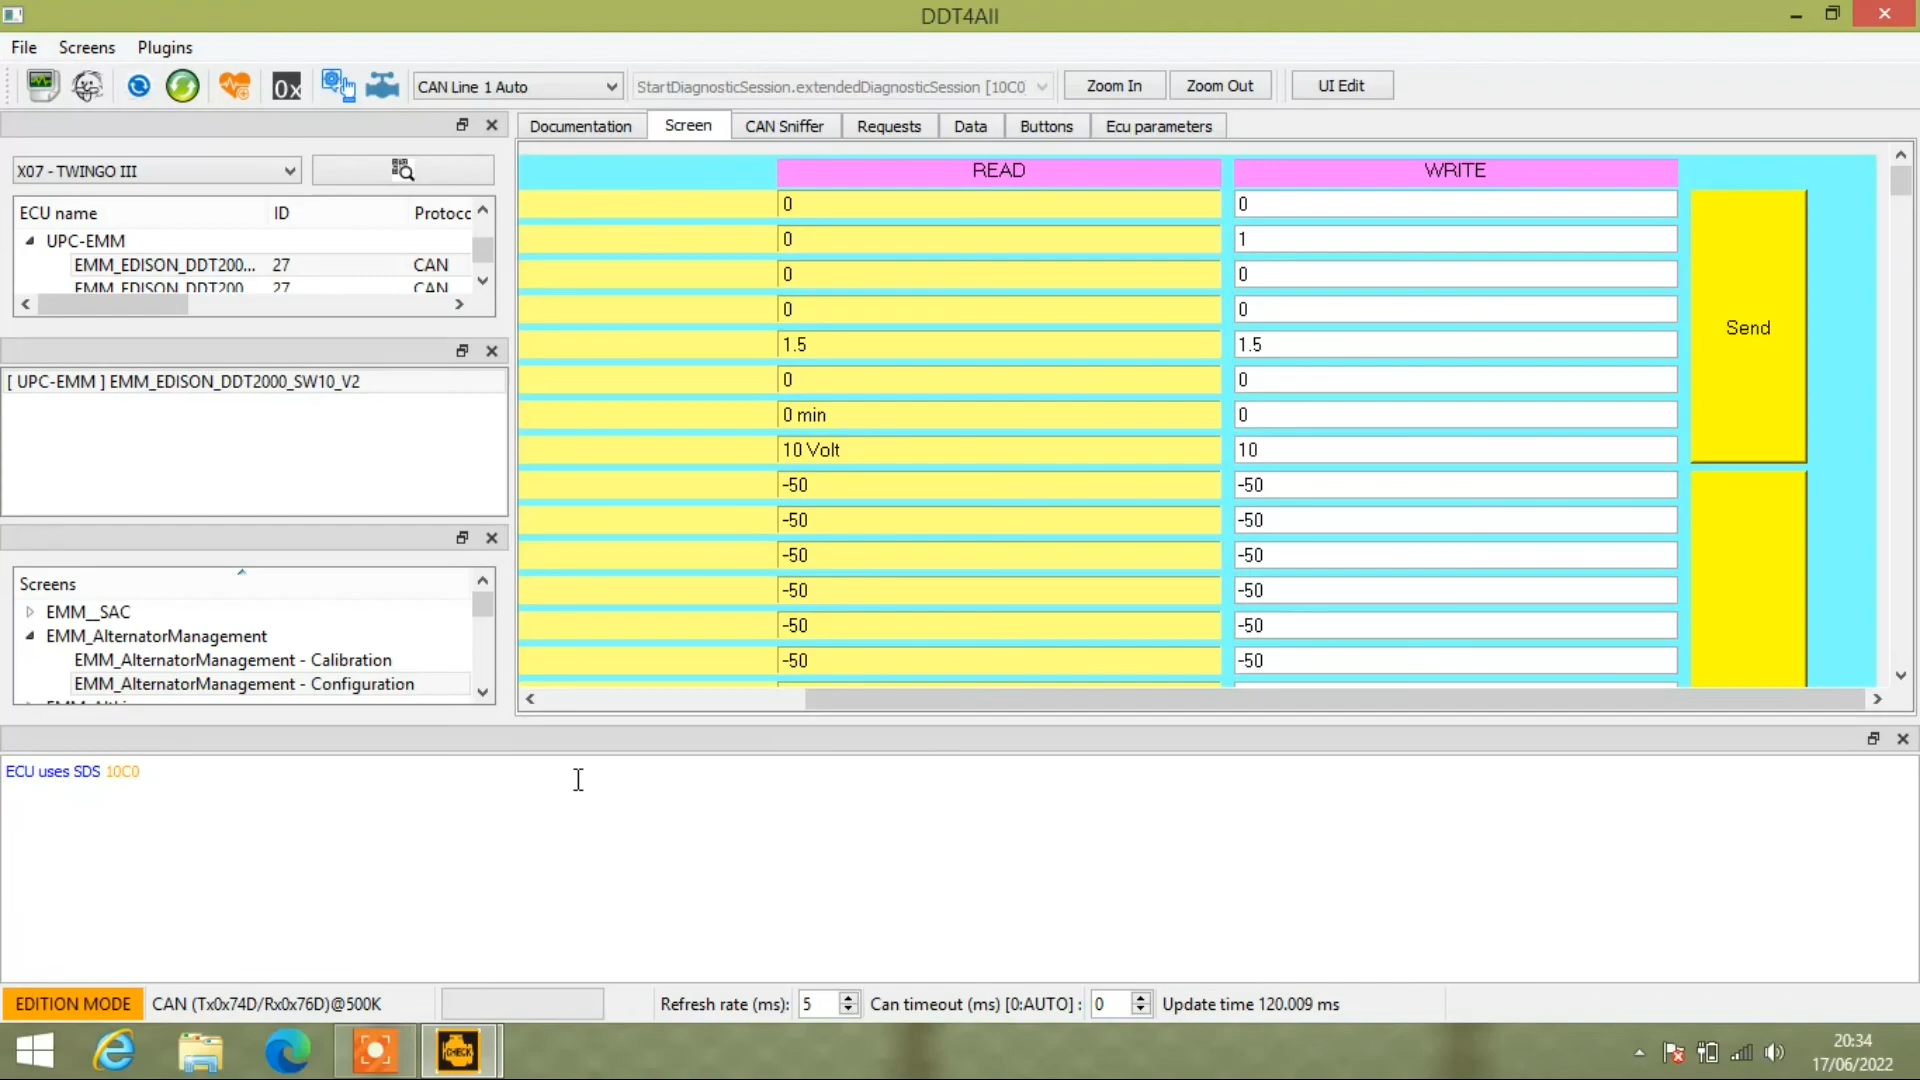 DDT4All
File Screens Plugins
0x CAN Line 1 Auto StartDiagnosticSession.extendedDiagnosticSession [10C0 Zoom In Zoom Out UI Edit
Documentation Screen CAN Sniffer Requests Data Buttons Ecu parameters
X07 - TWINGO III
ECU name ID Protocc
UPC-EMM
EMM_EDISON_DDT200... 27 CAN
EMM_EDISON_DDT200 27 CAN
[ UPC-EMM ] EMM_EDISON_DDT2000_SW10_V2
Screens
EMM__SAC
EMM_AlternatorManagement
EMM_AlternatorManagement - Calibration
EMM_AlternatorManagement - Configuration
READ WRITE
0 0
0 1
0 0
0 0
1.5 1.5
0 0
0 min 0
10 Volt 10
-50 -50
-50 -50
-50 -50
-50 -50
-50 -50
-50 -50
Send
ECU uses SDS 10C0
EDITION MODE CAN (Tx0x74D/Rx0x76D)@500K Refresh rate (ms): 5 Can timeout (ms) [0:AUTO] : 0 Update time 120.009 ms
CHECK
20:34
17/06/2022